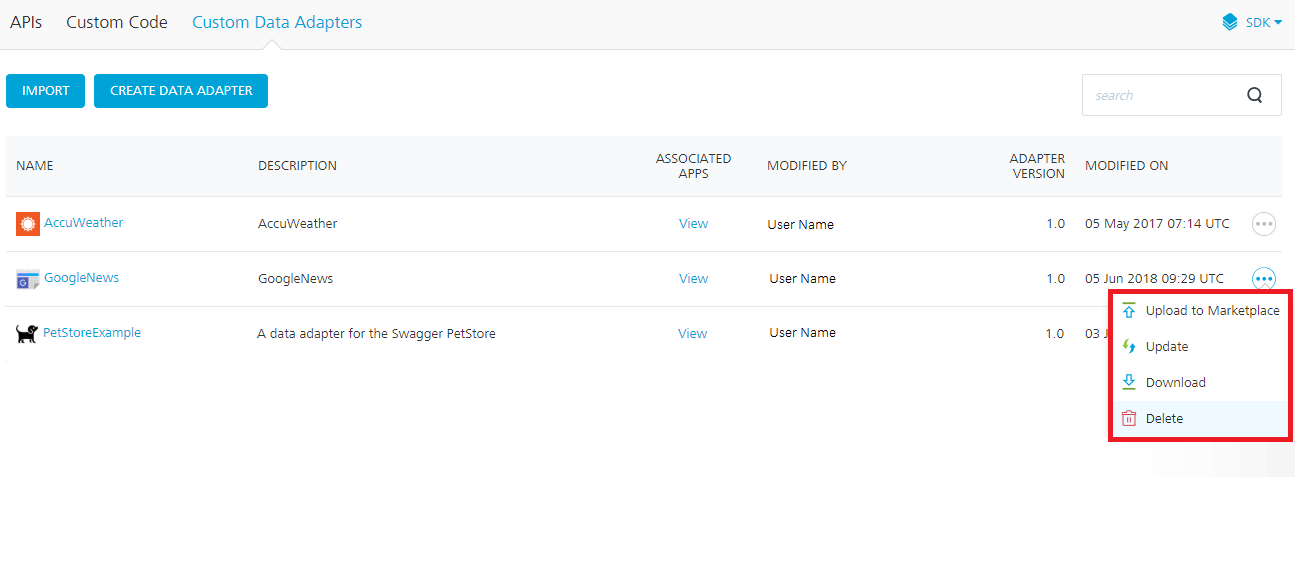 APIs Custom Code Custom Data Adapters SDK
IMPORT CREATE DATA ADAPTER search
NAME DESCRIPTION ASSOCIATED APPS MODIFIED BY ADAPTER VERSION MODIFIED ON
AccuWeather AccuWeather View User Name 1.0 05 May 2017 07:14 UTC
GoogleNews GoogleNews View User Name 1.0 05 Jun 2018 09:29 UTC
PetStoreExample A data adapter for the Swagger PetStore View User Name 1.0 03
Upload to Marketplace
Update
Download
Delete